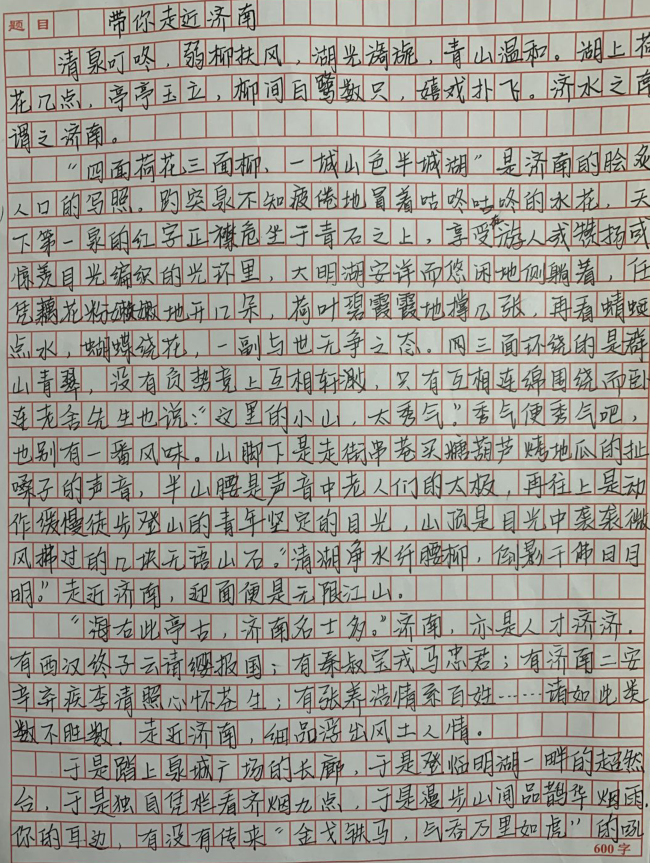 题目 带你走近济南
清泉叮咚，弱柳扶风，湖光漪旎，青山温和。湖上荷
花几点，亭亭玉立，柳间白鹭数只，嬉戏扑飞。济水之南
谓之济南。
“四面荷花三面柳，一城山色半城湖”是济南的脍炙
人口的写照。趵突泉不知疲倦地冒着咕咚咕咚的水花，天
下第一泉的红字正襟危坐于青石之上，享受在游人或赞扬或
惊羡目光编织的光环里，大明湖安详而悠闲地侧躺着，任
凭藕花粉嫩嫩地开几朵，荷叶碧霞霞地撑几张，再看蜻蜓
点水，蝴蝶绕花，一副与世无争之态。四三面环绕的是群
山青翠，没有负势竞上互相轩邈，只有互相连绵围绕而卧
连老舍先生也说：“这里的小山，太秀气。”秀气便秀气吧，
也别有一番风味。山脚下是走街串巷买糖葫芦烤地瓜的扯
嗓子的声音，半山腰是声音中老人们的太极，再往上是动
作缓慢徒步登山的青年坚定的目光，山顶是目光中袭袭微
风拂过的几块无语山石。“清湖净水纤腰柳，倒影千佛日月
明。”走近济南，迎面便是无限江山。
“海右此亭古，济南名士多。”济南，亦是人才济济．
有西汉终子云请缨报国；有秦叔宝戎马忠君；有济南二安
辛弃疾李清照心怀苍生；有张养浩情系百姓……诸如此类
数不胜数．走近济南，细品浮出风土人情。
于是踏上泉城广场的长廊，于是登临明湖一畔的超然
台，于是独自凭栏看齐烟九点，于是漫步山间品鹊华烟雨．
你的耳边，有没有传来“金戈铁马，气吞万里如虎”的吼
600字